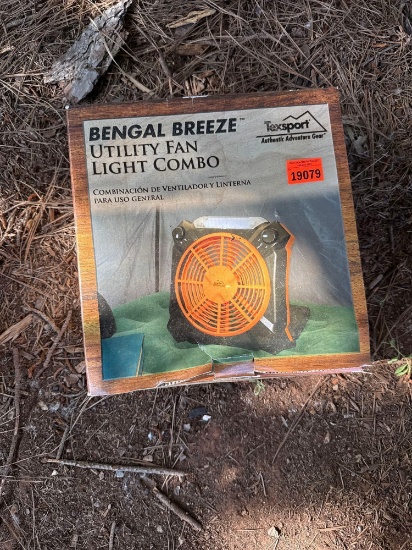 BENGAL BREEZE™
UTILITY FAN
LIGHT COMBO
COMBINACIÓN DE VENTILADOR Y LINTERNA
PARA USO GENERAL
Texsport®
Authentic Adventure Gear
19079